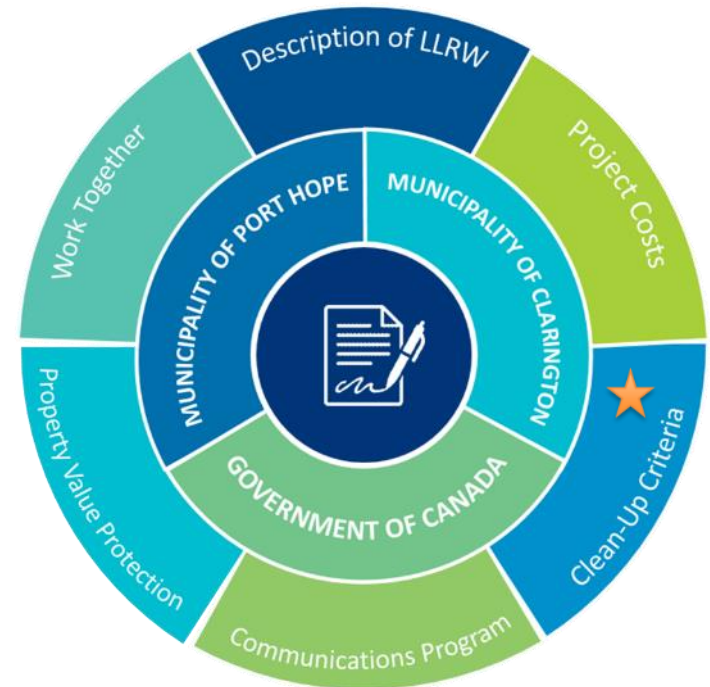 Description of LLRW
Project Costs
Clean-Up Criteria
Communications Program
Property Value Protection
Work Together
MUNICIPALITY OF PORT HOPE
MUNICIPALITY OF CLARINGTON
GOVERNMENT OF CANADA